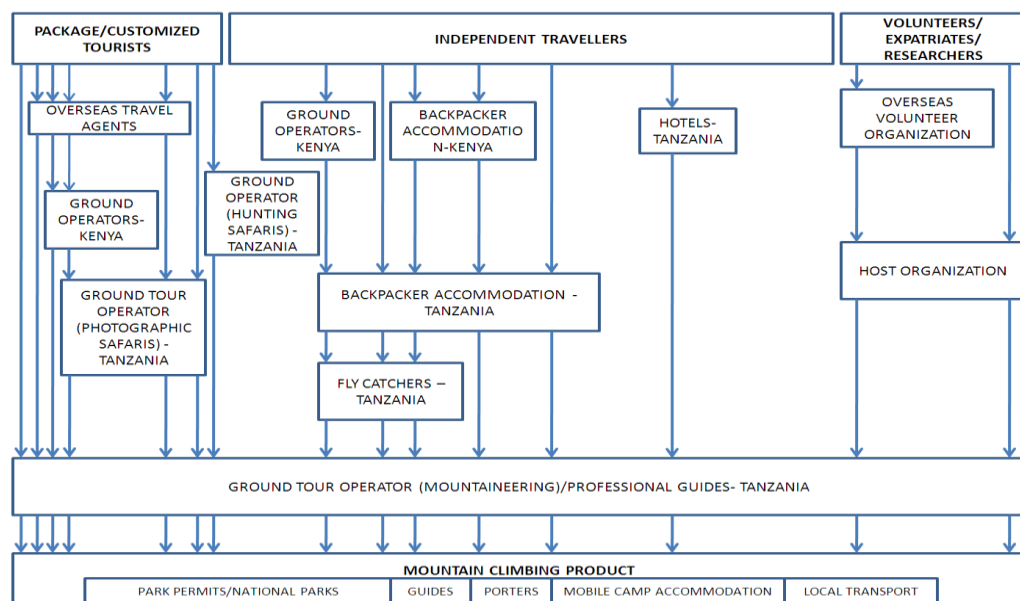 PACKAGE/CUSTOMIZED
TOURISTS
INDEPENDENT TRAVELLERS
VOLUNTEERS/
EXPATRIATES/
RESEARCHERS
OVERSEAS TRAVEL
AGENTS
GROUND
OPERATORS-
KENYA
BACKPACKER
ACCOMMODATIO
N-KENYA
HOTELS-
TANZANIA
OVERSEAS
VOLUNTEER
ORGANIZATION
GROUND
OPERATORS-
KENYA
GROUND
OPERATOR
(HUNTING
SAFARIS) -
TANZANIA
HOST ORGANIZATION
GROUND TOUR
OPERATOR
(PHOTOGRAPHIC
SAFARIS) -
TANZANIA
BACKPACKER ACCOMMODATION -
TANZANIA
FLY CATCHERS –
TANZANIA
GROUND TOUR OPERATOR (MOUNTAINEERING)/PROFESSIONAL GUIDES- TANZANIA
MOUNTAIN CLIMBING PRODUCT
PARK PERMITS/NATIONAL PARKS
GUIDES
PORTERS
MOBILE CAMP ACCOMMODATION
LOCAL TRANSPORT